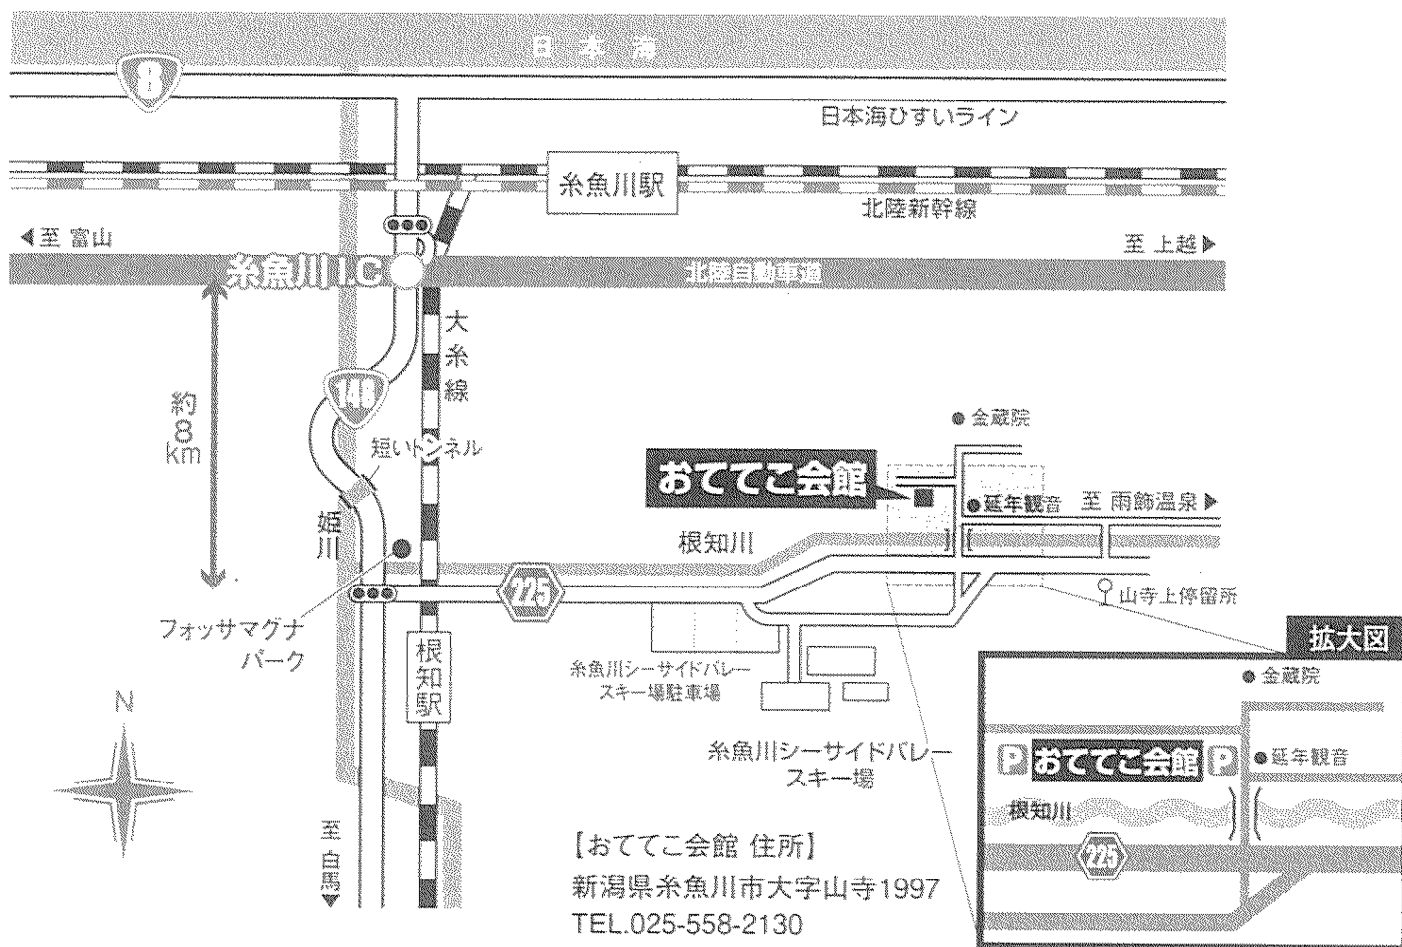 日本海
8
日本海ひすいライン
糸魚川駅
北陸新幹線
◀至 富山
至 上越▶
糸魚川IC
北陸自動車道
大糸線
約8km
148
短いトンネル
姫川
金蔵院
おててこ会館
延年観音
至 雨飾温泉▶
根知川
225
山寺上停留所
フォッサマグナ
パーク
根知駅
糸魚川シーサイドバレー
スキー場駐車場
糸魚川シーサイドバレー
スキー場
N
至 白馬▼
拡大図
金蔵院
P おててこ会館 P
延年観音
根知川
225
【おててこ会館 住所】
新潟県糸魚川市大字山寺1997
TEL.025-558-2130